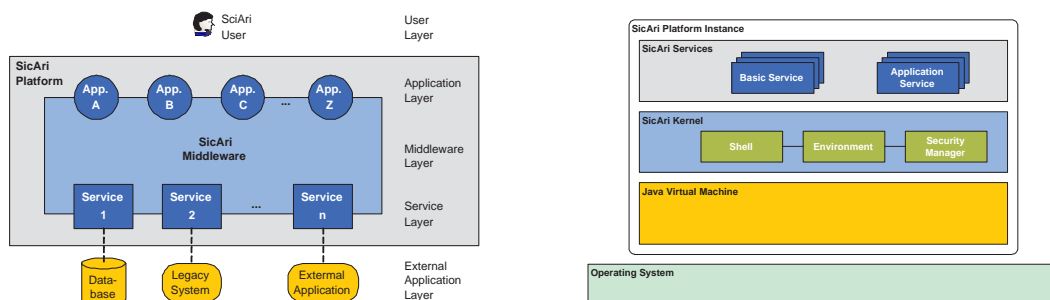 SciAri
User
User
Layer
SicAri
Platform
App.
A
App.
B
App.
C
...
App.
Z
Application
Layer
SicAri
Middleware
Middleware
Layer
Service
1
Service
2
...
Service
n
Service
Layer
Data-
base
Legacy
System
Exermal
Application
External
Application
Layer
SicAri Platform Instance
SicAri Services
Basic Service
Application
Service
SicAri Kernel
Shell
Environment
Security
Manager
Java Virtual Machine
Operating System